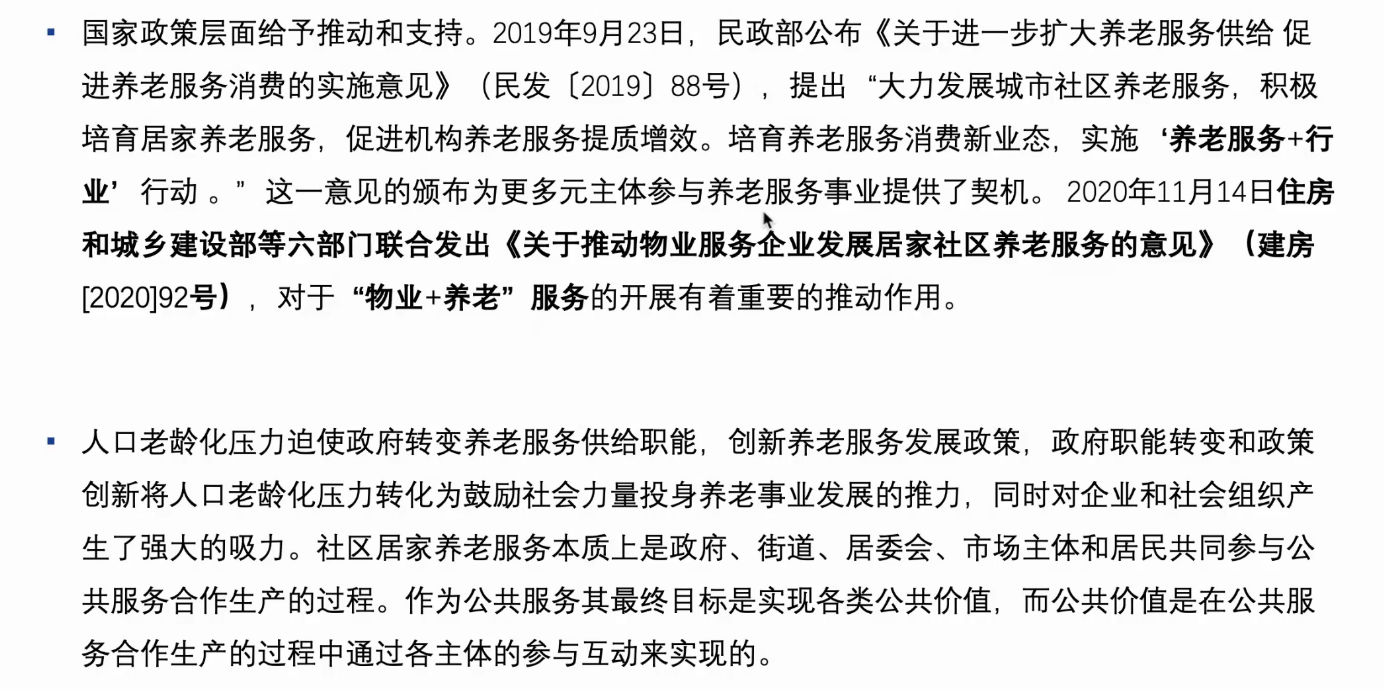 ▪ 国家政策层面给予推动和支持。2019年9月23日，民政部公布《关于进一步扩大养老服务供给 促
进养老服务消费的实施意见》（民发〔2019〕88号），提出 “大力发展城市社区养老服务，积极
培育居家养老服务，促进机构养老服务提质增效。培育养老服务消费新业态，实施 ‘养老服务+行
业’ 行动 。” 这一意见的颁布为更多元主体参与养老服务事业提供了契机。 2020年11月14日住房
和城乡建设部等六部门联合发出《关于推动物业服务企业发展居家社区养老服务的意见》（建房
[2020]92号），对于 “物业+养老” 服务的开展有着重要的推动作用。
▪ 人口老龄化压力迫使政府转变养老服务供给职能，创新养老服务发展政策，政府职能转变和政策
创新将人口老龄化压力转化为鼓励社会力量投身养老事业发展的推力，同时对企业和社会组织产
生了强大的吸力。社区居家养老服务本质上是政府、街道、居委会、市场主体和居民共同参与公
共服务合作生产的过程。作为公共服务其最终目标是实现各类公共价值，而公共价值是在公共服
务合作生产的过程中通过各主体的参与互动来实现的。